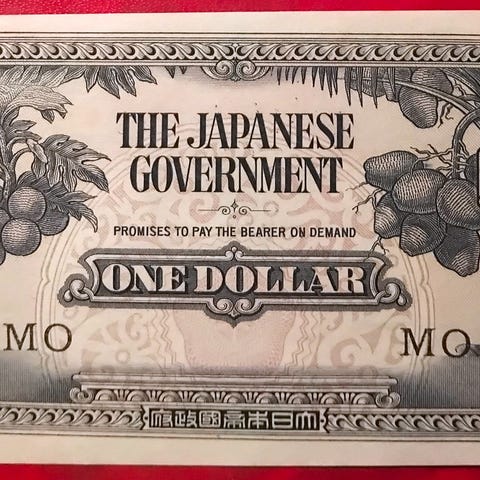 THE JAPANESE
GOVERNMENT
PROMISES TO PAY THE BEARER ON DEMAND
ONE DOLLAR
MO
MO
大日本帝國政府